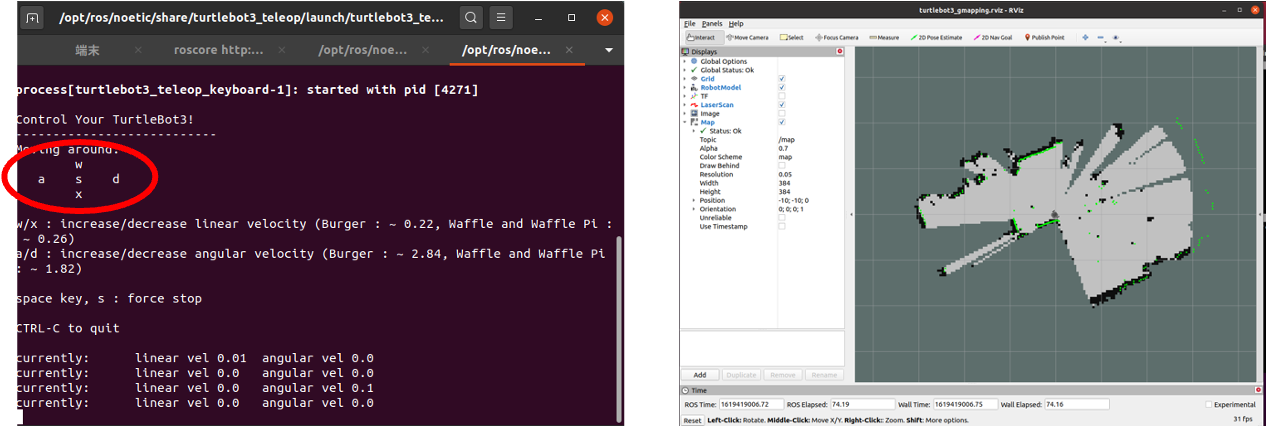 /opt/ros/noetic/share/turtlebot3_teleop/launch/turtlebot3_te...
端末
roscore http:...
/opt/ros/noe...
/opt/ros/noe...
process[turtlebot3_teleop_keyboard-1]: started with pid [4271]
Control Your TurtleBot3!
---------------------------
Moving around:
w
a s d
x
w/x : increase/decrease linear velocity (Burger : ~ 0.22, Waffle and Waffle Pi :
~ 0.26)
a/d : increase/decrease angular velocity (Burger : ~ 2.84, Waffle and Waffle Pi
: ~ 1.82)
space key, s : force stop
CTRL-C to quit
currently: linear vel 0.01 angular vel 0.0
currently: linear vel 0.0 angular vel 0.0
currently: linear vel 0.0 angular vel 0.1
currently: linear vel 0.0 angular vel 0.0
turtlebot3_gmapping.rviz - RViz
File Panels Help
Interact Move Camera Select Focus Camera Measure 2D Pose Estimate 2D Nav Goal Publish Point
Displays
Global Options
Global Status: Ok
Grid
RobotModel
TF
LaserScan
Image
Map
Status: Ok
Topic /map
Alpha 0.7
Color Scheme map
Draw Behind
Resolution 0.05
Width 384
Height 384
Position -10; -10; 0
Orientation 0; 0; 0; 1
Unreliable
Use Timestamp
Add Duplicate Remove Rename
Time
ROS Time: 1619419006.72 ROS Elapsed: 74.19 Wall Time: 1619419006.75 Wall Elapsed: 74.16 Experimental
Reset Left-Click: Rotate. Middle-Click: Move X/Y. Right-Click: Zoom. Shift: More options. 31 fps